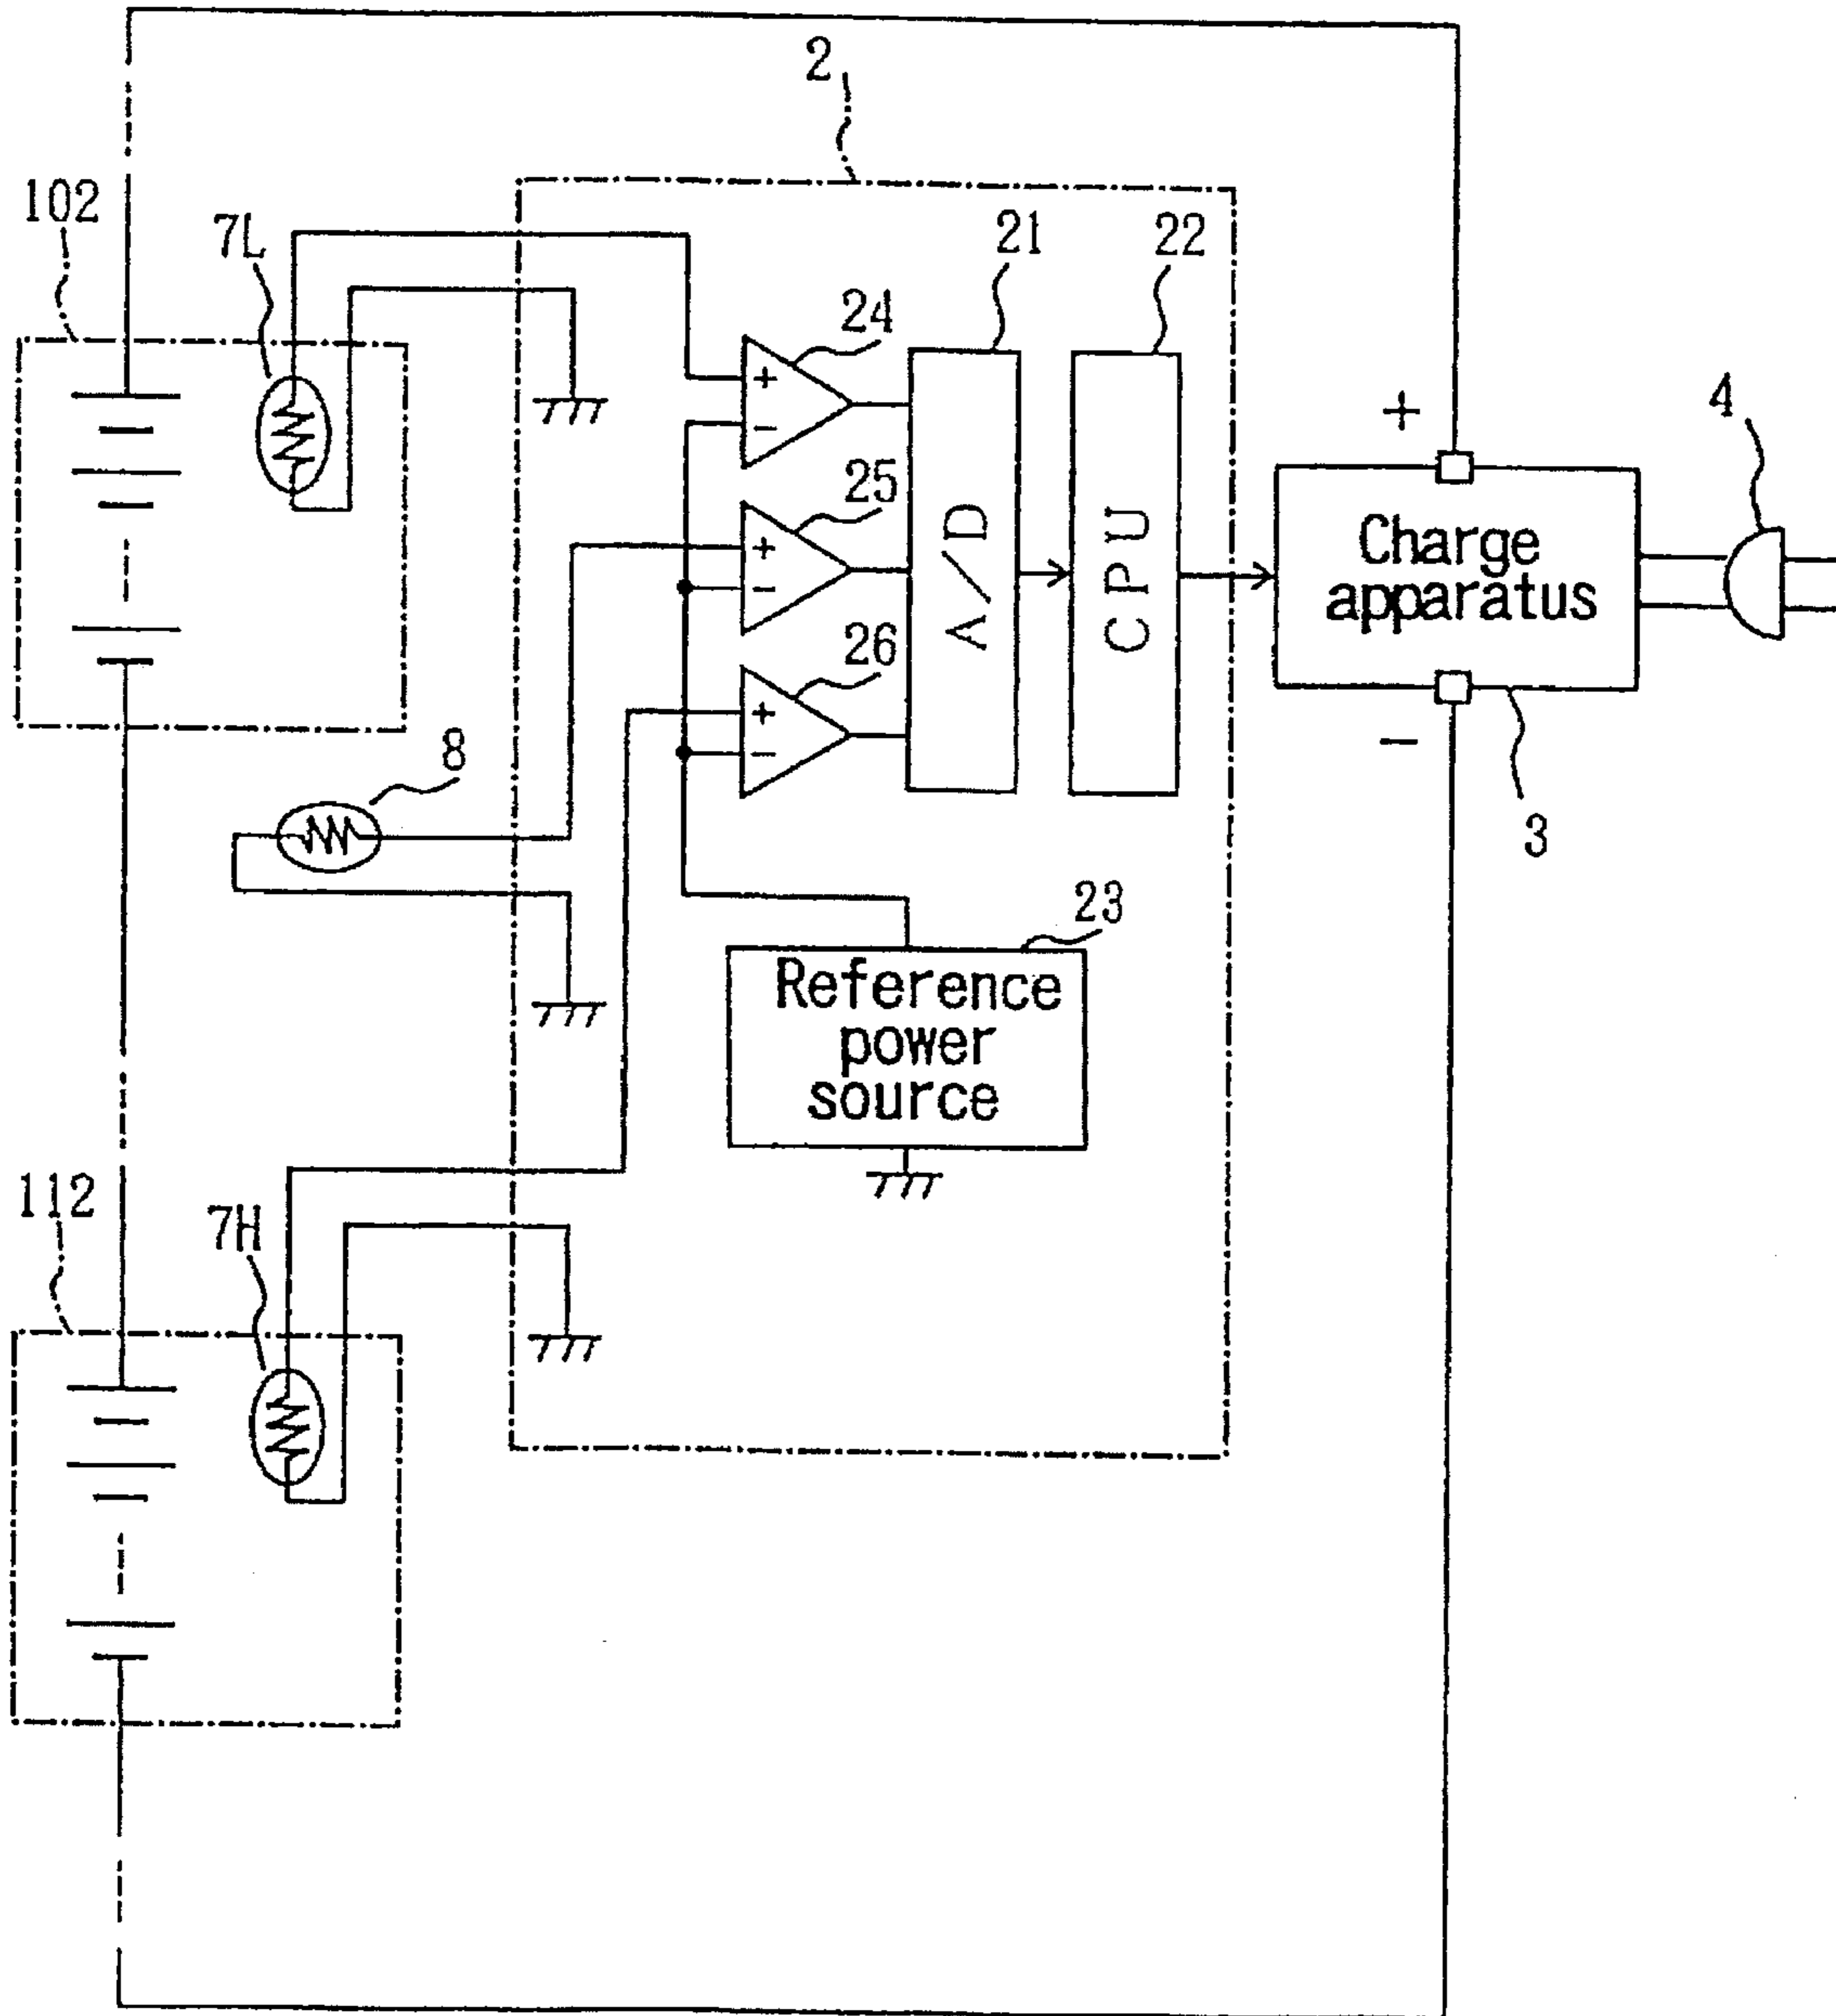 2
102
7L
21
22
24
+
-
4
+
25
A/D
CPU
Charge
apparatus
+
-
26
+
-
8
-
3
23
Reference
power
source
112
7H